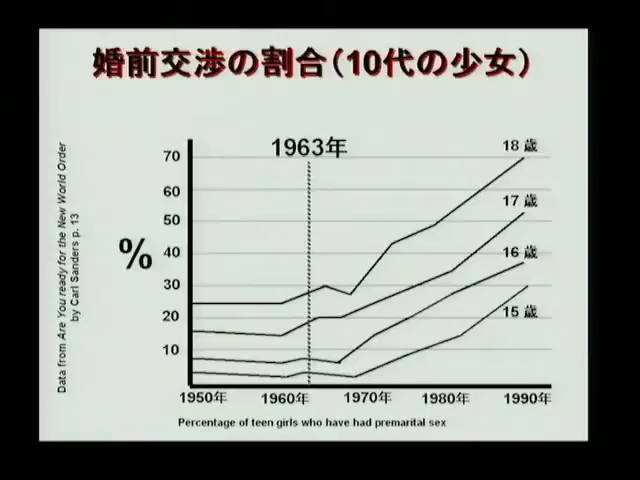 婚前交渉の割合(10代の少女)
1963年
18 歳
17 歳
16 歳
15 歳
%
70
60
50
40
30
20
10
1950年
1960年
1970年
1980年
1990年
Percentage of teen girls who have had premarital sex
Data from Are You ready for the New World Order
by Carl Sanders p. 13